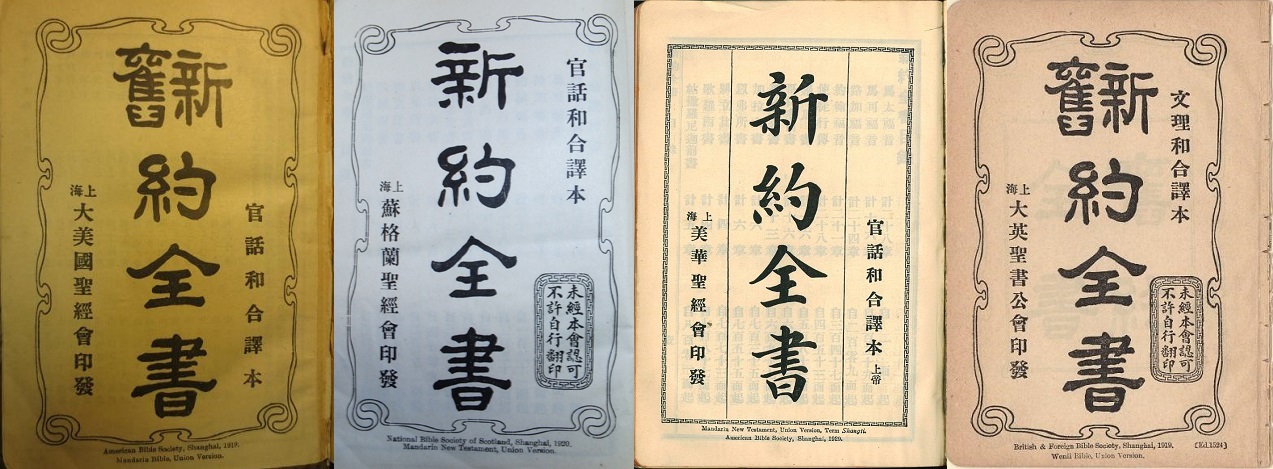 官話和合譯本
新舊約全書
上海大美國聖經會印發
American Bible Society, Shanghai, 1919.
Mandarin Bible, Union Version.
官話和合譯本
未經本會認可
不許自行翻印
新約全書
上海蘇格蘭聖經會印發
National Bible Society of Scotland, Shanghai, 1920.
Mandarin New Testament, Union Version.
官話和合譯本 上帝
新約全書
上海美華聖經會印發
Mandarin New Testament, Union Version, Term Shangti.
American Bible Society, Shanghai, 1919.
文理和合譯本
未經本會認可
不許自行翻印
新舊約全書
上海大英聖書公會印發
British & Foreign Bible Society, Shanghai, 1919. [Ed.1524]
Wenli Bible, Union Version.